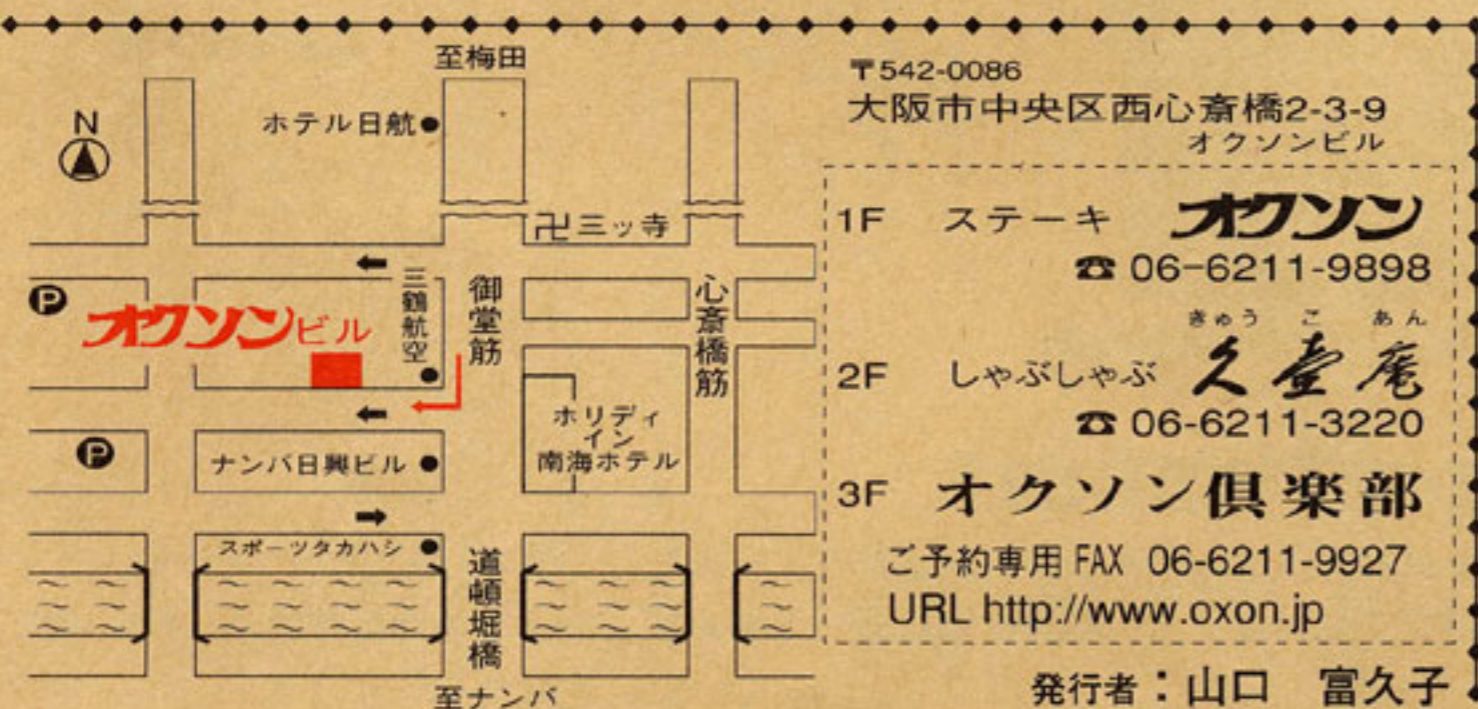 至梅田
N
ホテル日航
卍三ッ寺
三鶴航空
御堂筋
心斎橋筋
P
オクソンビル
ホリディ
イン
南海ホテル
P
ナンバ日興ビル
スポーツタカハシ
道頓堀橋
至ナンバ
〒542-0086
大阪市中央区西心斎橋2-3-9
オクソンビル
1F ステーキ オクソン
☎ 06-6211-9898
きゅう こ あん
2F しゃぶしゃぶ 久壷庵
☎ 06-6211-3220
3F オクソン倶楽部
ご予約専用 FAX 06-6211-9927
URL http://www.oxon.jp
発行者：山口 富久子